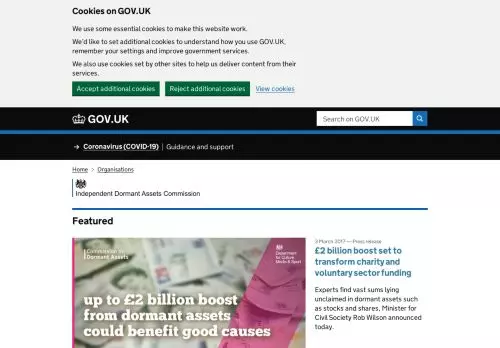 Cookies on GOV.UK
We use some essential cookies to make this website work.
We'd like to set additional cookies to understand how you use GOV.UK,
remember your settings and improve government services.
We also use cookies set by other sites to help us deliver content from their
services.
Accept additional cookies
Reject additional cookies
View cookies
GOV.UK
Search on GOV.UK
→ Coronavirus (COVID-19) | Guidance and support
Home > Organisations
Independent Dormant Assets Commission
Featured
Commission on
Dormant Assets
Department
for Culture
Media & Sport
up to £2 billion boost
from dormant assets
could benefit good causes
3 March 2017 — Press release
£2 billion boost set to
transform charity and
voluntary sector funding
Experts find vast sums lying
unclaimed in dormant assets such
as stocks and shares, Minister for
Civil Society Rob Wilson announced
today.